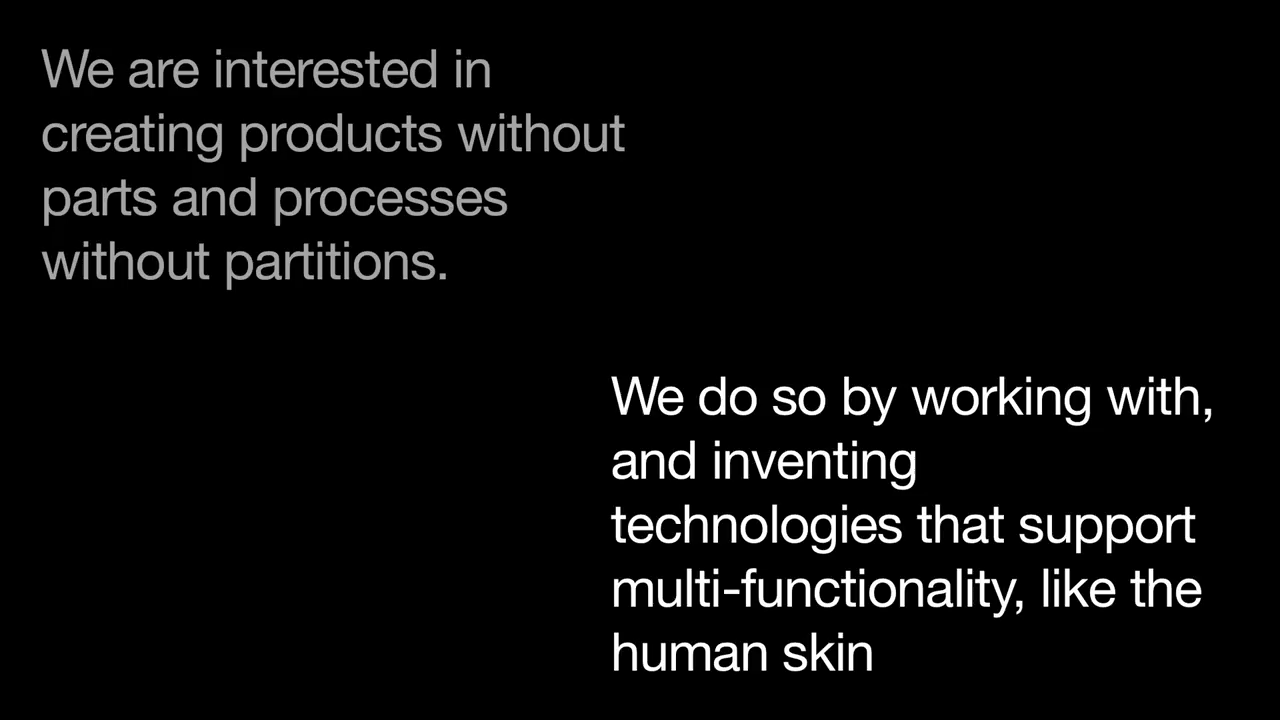 We are interested in
creating products without
parts and processes
without partitions.
We do so by working with,
and inventing
technologies that support
multi-functionality, like the
human skin